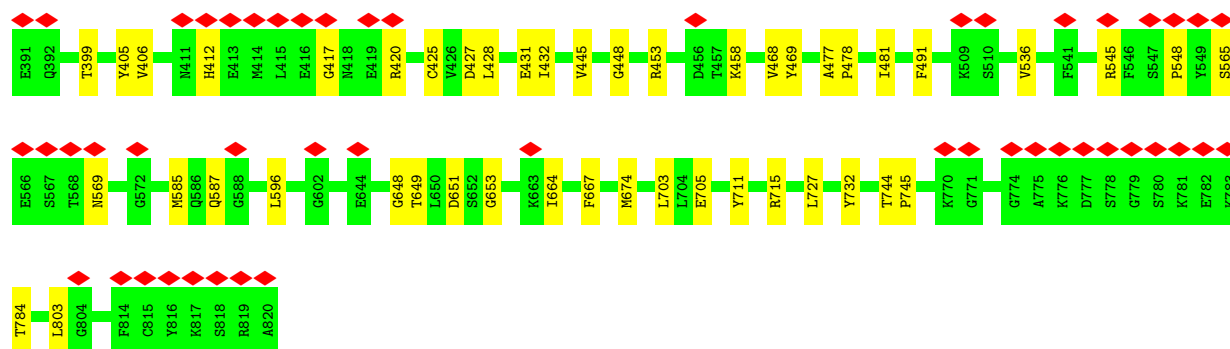 E391 Q392 T399 Y405 V406 N411 H412 E413 M414 L415 E416 G417 N418 E419 R420 C425 V426 D427 L428 E431 I432 V445 G448 R453 D456 T457 K458 V468 Y469 A477 P478 I481 F491 K509 S510 V536 F541 R545 F546 S547 P548 Y549 S565
E566 S567 T568 N569 G572 M585 Q586 Q587 G588 L596 G602 E644 G648 T649 L650 D651 S652 G653 K663 I664 F667 M674 L703 L704 E705 Y711 R715 L727 Y732 T744 P745 K770 G771 G774 A775 K776 D777 S778 G779 S780 K781 E782
T784 L803 G804 F814 C815 Y816 K817 S818 R819 A820